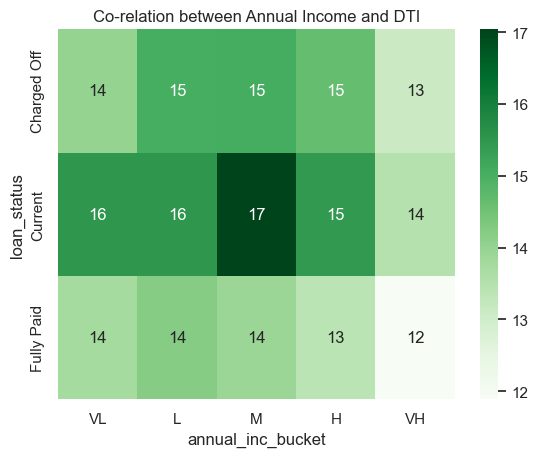 Co-relation between Annual Income and DTI
loan_status
Charged Off
14 15 15 15 13
Current
16 16 17 15 14
Fully Paid
14 14 14 13 12
VL L M H VH
annual_inc_bucket
17
16
15
14
13
12